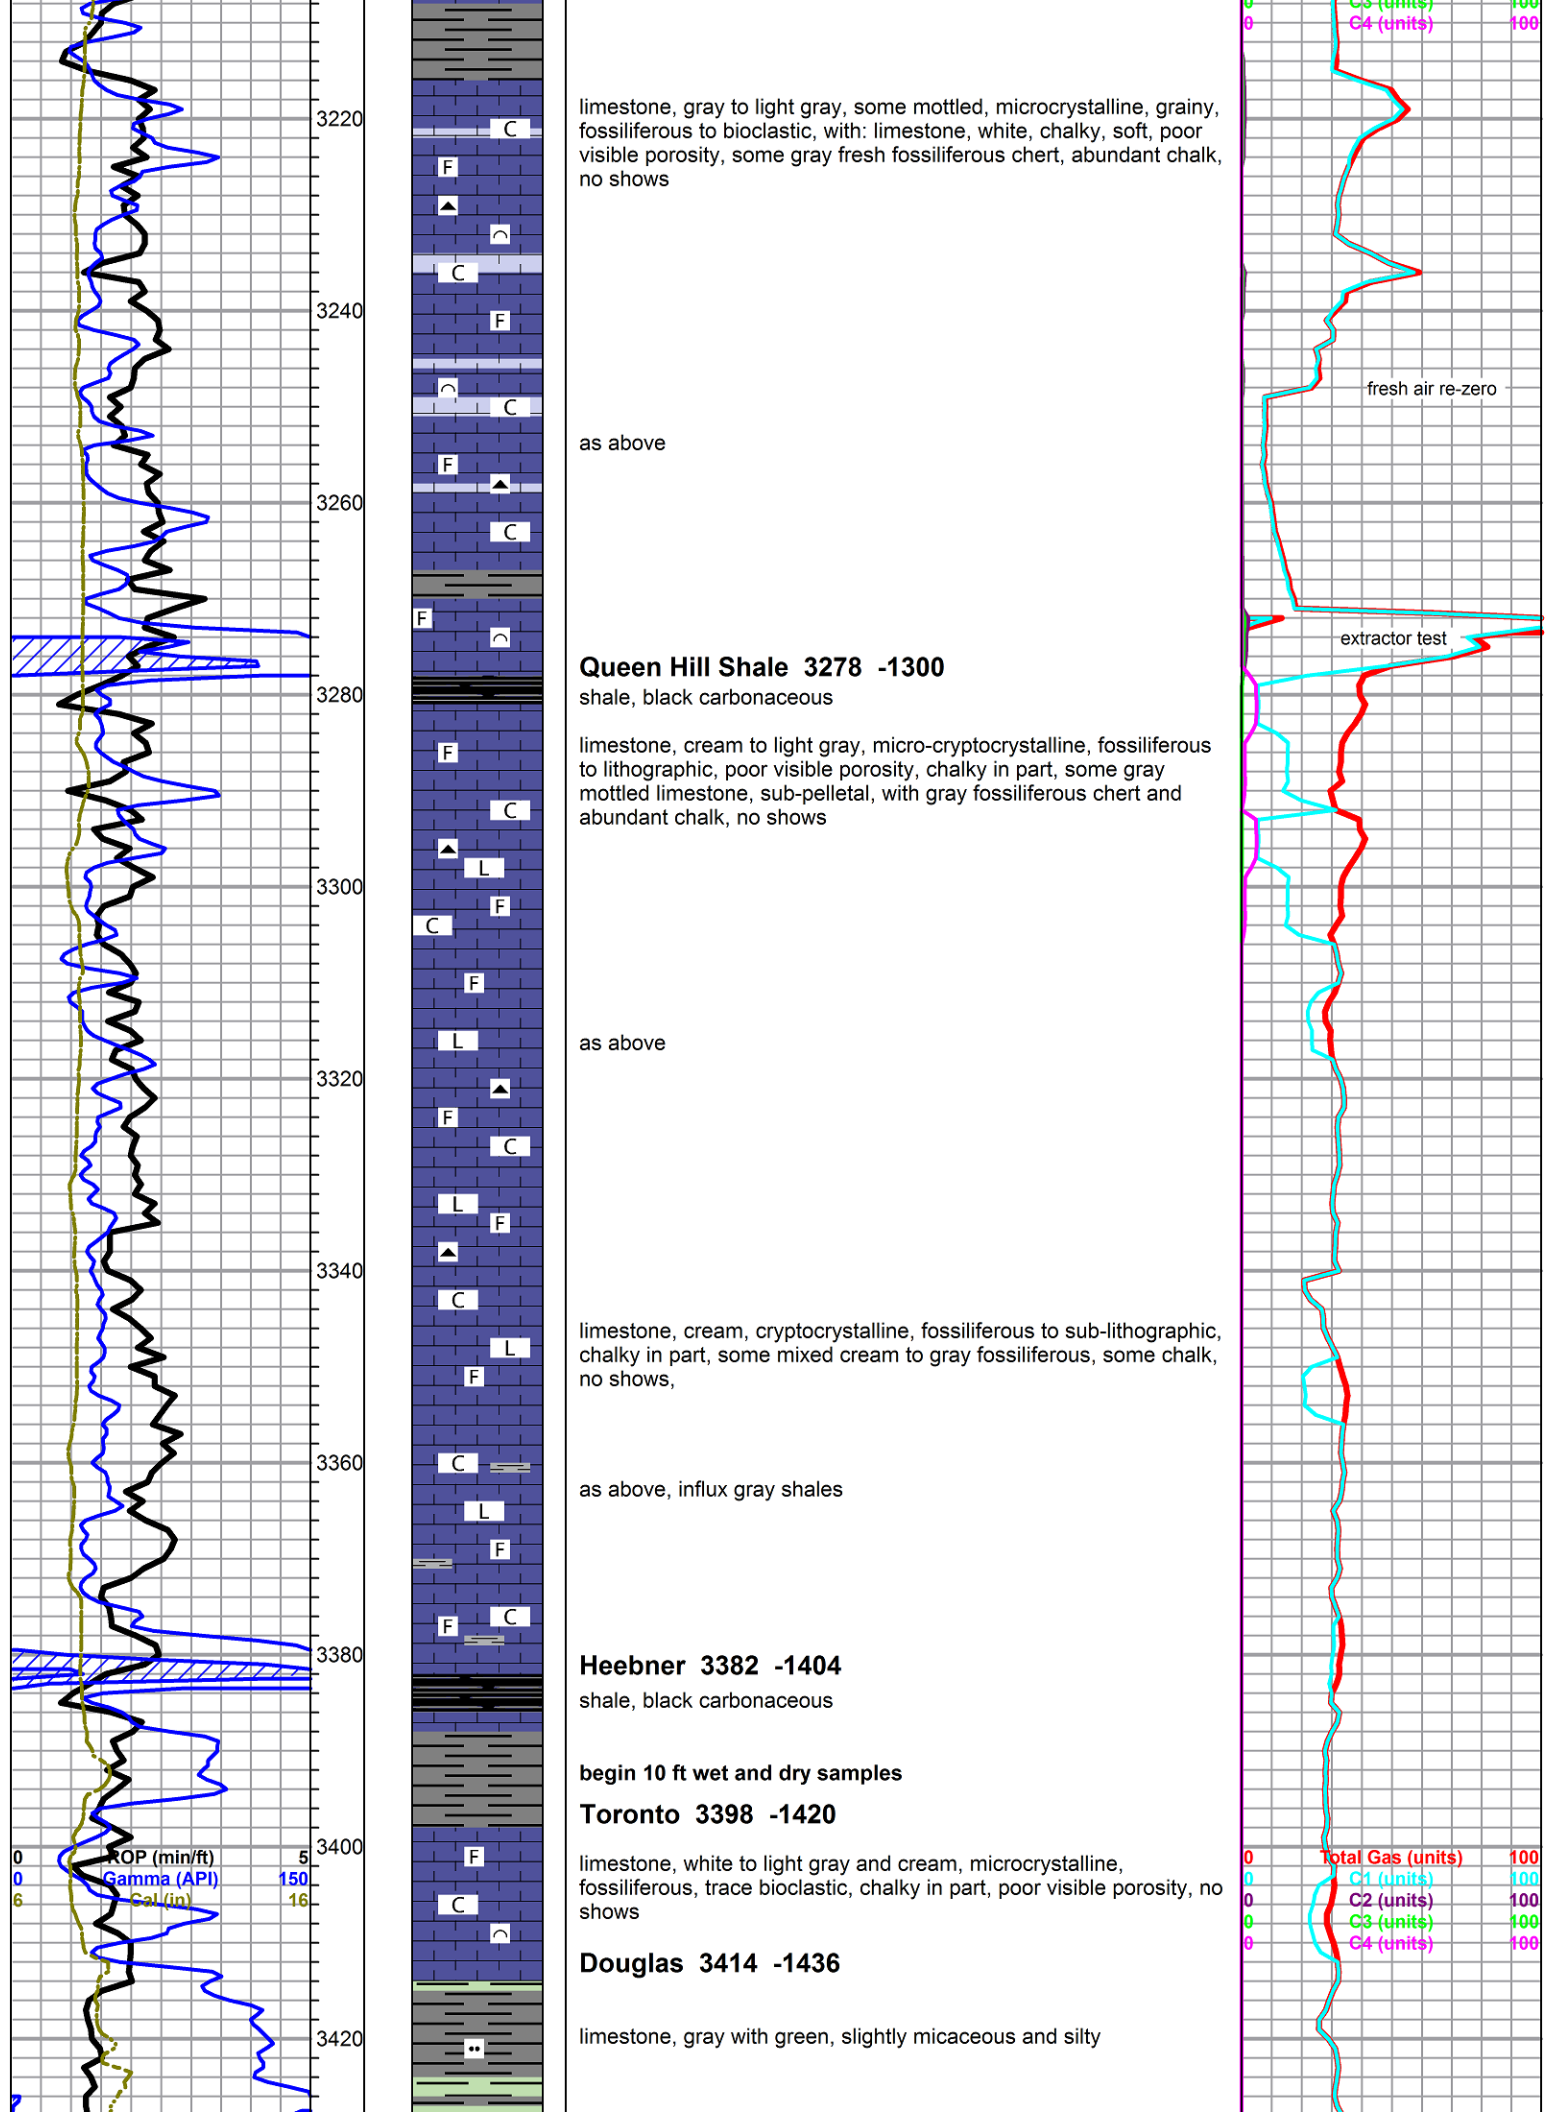 C3 (units) 100
0 C4 (units) 100
3220
limestone, gray to light gray, some mottled, microcrystalline, grainy,
fossiliferous to bioclastic, with: limestone, white, chalky, soft, poor
visible porosity, some gray fresh fossiliferous chert, abundant chalk,
no shows
C
F
C
3240
F
fresh air re-zero
C
as above
F
3260
C
F
extractor test
Queen Hill Shale 3278 -1300
3280
shale, black carbonaceous
limestone, cream to light gray, micro-cryptocrystalline, fossiliferous
to lithographic, poor visible porosity, chalky in part, some gray
mottled limestone, sub-pelletal, with gray fossiliferous chert and
abundant chalk, no shows
F
C
L
3300
F
C
F
L
as above
3320
F
C
L
F
3340
C
limestone, cream, cryptocrystalline, fossiliferous to sub-lithographic,
chalky in part, some mixed cream to gray fossiliferous, some chalk,
no shows,
L
F
3360
C
as above, influx gray shales
L
F
C
F
3380
Heebner 3382 -1404
shale, black carbonaceous
begin 10 ft wet and dry samples
Toronto 3398 -1420
3400
0 ROP (min/ft) 5
0 Gamma (API) 150
6 Cal (in) 16
F
limestone, white to light gray and cream, microcrystalline,
fossiliferous, trace bioclastic, chalky in part, poor visible porosity, no
shows
C
0 Total Gas (units) 100
0 C1 (units) 100
0 C2 (units) 100
0 C3 (units) 100
0 C4 (units) 100
Douglas 3414 -1436
3420
limestone, gray with green, slightly micaceous and silty